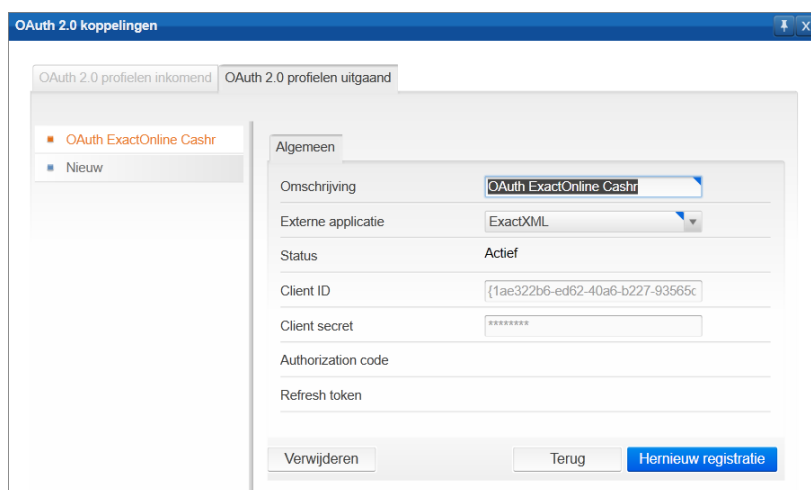 OAuth 2.0 koppelingen
OAuth 2.0 profielen inkomend OAuth 2.0 profielen uitgaand
OAuth ExactOnline Cashr
Nieuw
Algemeen
Omschrijving OAuth ExactOnline Cashr
Externe applicatie ExactXML
Status Actief
Client ID {1ae322b6-ed62-40a6-b227-93565c
Client secret ********
Authorization code
Refresh token
Verwijderen Terug Hernieuw registratie